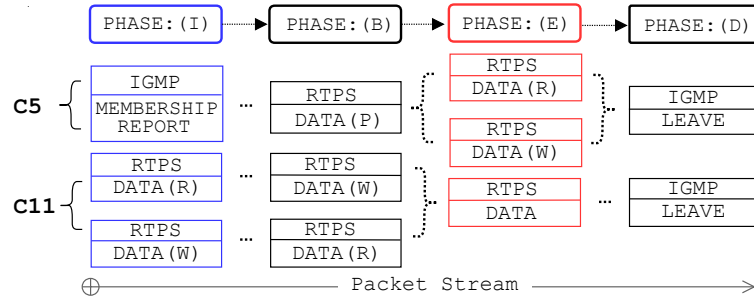 PHASE:(I)
PHASE:(B)
PHASE:(E)
PHASE:(D)
C5
IGMP
MEMBERSHIP
REPORT
...
RTPS
DATA(P)
RTPS
DATA(R)
RTPS
DATA(W)
IGMP
LEAVE
C11
RTPS
DATA(R)
...
RTPS
DATA(W)
RTPS
DATA(W)
...
RTPS
DATA(R)
RTPS
DATA
...
IGMP
LEAVE
Packet Stream